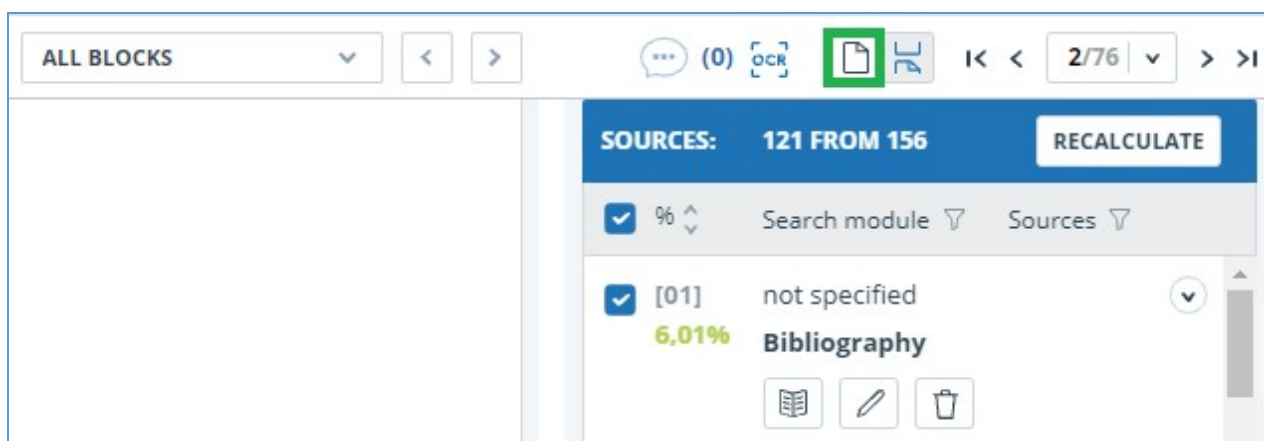 ALL BLOCKS
(0) OCR 2/76
SOURCES: 121 FROM 156 RECALCULATE
% Search module Sources
[01] not specified
6,01% Bibliography